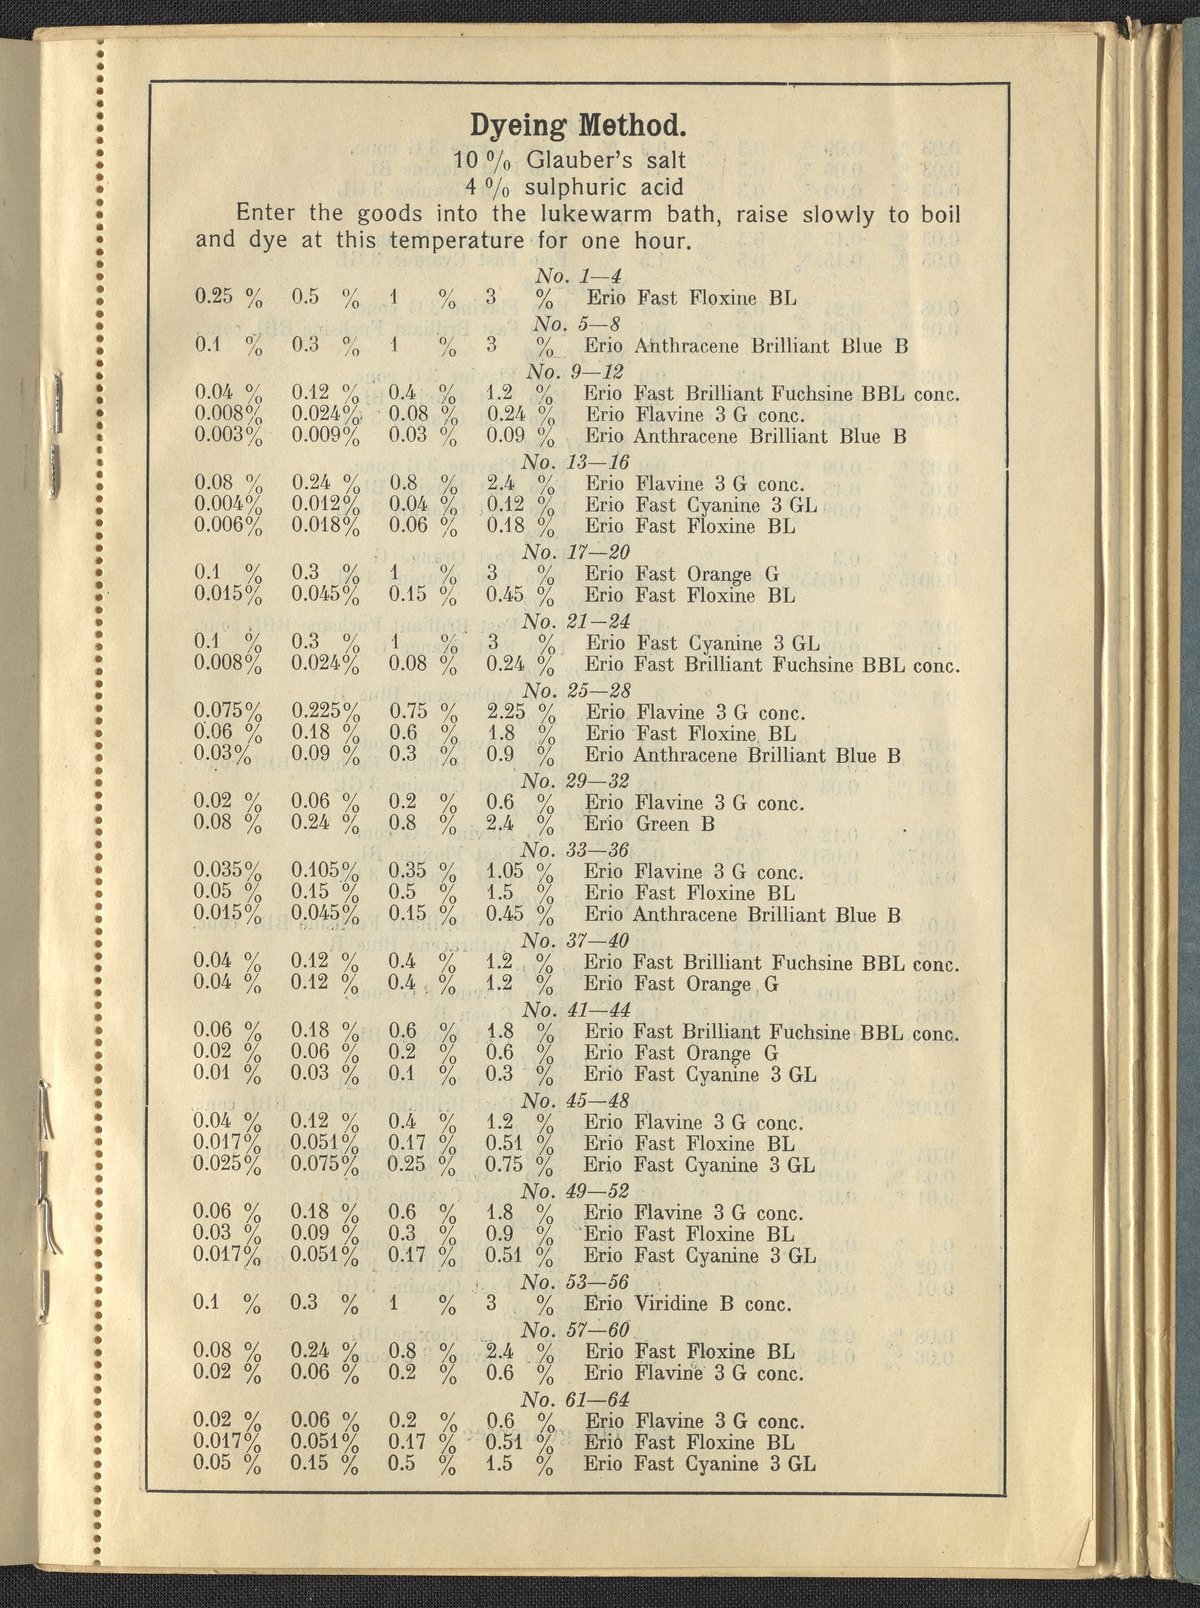 Dyeing Method.
10 % Glauber's salt
4 % sulphuric acid
Enter the goods into the lukewarm bath, raise slowly to boil
and dye at this temperature for one hour.
No. 1—4
0.25 % 0.5 % 1 % 3 % Erio Fast Floxine BL
No. 5—8
0.1 % 0.3 % 1 % 3 % Erio Anthracene Brilliant Blue B
No. 9—12
0.04 % 0.12 % 0.4 % 1.2 % Erio Fast Brilliant Fuchsine BBL conc.
0.008% 0.024% 0.08 % 0.24 % Erio Flavine 3 G conc.
0.003% 0.009% 0.03 % 0.09 % Erio Anthracene Brilliant Blue B
No. 13—16
0.08 % 0.24 % 0.8 % 2.4 % Erio Flavine 3 G conc.
0.004% 0.012% 0.04 % 0.12 % Erio Fast Cyanine 3 GL
0.006% 0.018% 0.06 % 0.18 % Erio Fast Floxine BL
No. 17—20
0.1 % 0.3 % 1 % 3 % Erio Fast Orange G
0.015% 0.045% 0.15 % 0.45 % Erio Fast Floxine BL
No. 21—24
0.1 % 0.3 % 1 % 3 % Erio Fast Cyanine 3 GL
0.008% 0.024% 0.08 % 0.24 % Erio Fast Brilliant Fuchsine BBL conc.
No. 25—28
0.075% 0.225% 0.75 % 2.25 % Erio Flavine 3 G conc.
0.06 % 0.18 % 0.6 % 1.8 % Erio Fast Floxine BL
0.03% 0.09 % 0.3 % 0.9 % Erio Anthracene Brilliant Blue B
No. 29—32
0.02 % 0.06 % 0.2 % 0.6 % Erio Flavine 3 G conc.
0.08 % 0.24 % 0.8 % 2.4 % Erio Green B
No. 33—36
0.035% 0.105% 0.35 % 1.05 % Erio Flavine 3 G conc.
0.05 % 0.15 % 0.5 % 1.5 % Erio Fast Floxine BL
0.015% 0.045% 0.15 % 0.45 % Erio Anthracene Brilliant Blue B
No. 37—40
0.04 % 0.12 % 0.4 % 1.2 % Erio Fast Brilliant Fuchsine BBL conc.
0.04 % 0.12 % 0.4 % 1.2 % Erio Fast Orange G
No. 41—44
0.06 % 0.18 % 0.6 % 1.8 % Erio Fast Brilliant Fuchsine BBL conc.
0.02 % 0.06 % 0.2 % 0.6 % Erio Fast Orange G
0.01 % 0.03 % 0.1 % 0.3 % Erio Fast Cyanine 3 GL
No. 45—48
0.04 % 0.12 % 0.4 % 1.2 % Erio Flavine 3 G conc.
0.017% 0.051% 0.17 % 0.51 % Erio Fast Floxine BL
0.025% 0.075% 0.25 % 0.75 % Erio Fast Cyanine 3 GL
No. 49—52
0.06 % 0.18 % 0.6 % 1.8 % Erio Flavine 3 G conc.
0.03 % 0.09 % 0.3 % 0.9 % Erio Fast Floxine BL
0.017% 0.051% 0.17 % 0.51 % Erio Fast Cyanine 3 GL
No. 53—56
0.1 % 0.3 % 1 % 3 % Erio Viridine B conc.
No. 57—60
0.08 % 0.24 % 0.8 % 2.4 % Erio Fast Floxine BL
0.02 % 0.06 % 0.2 % 0.6 % Erio Flavine 3 G conc.
No. 61—64
0.02 % 0.06 % 0.2 % 0.6 % Erio Flavine 3 G conc.
0.017% 0.051% 0.17 % 0.51 % Erio Fast Floxine BL
0.05 % 0.15 % 0.5 % 1.5 % Erio Fast Cyanine 3 GL